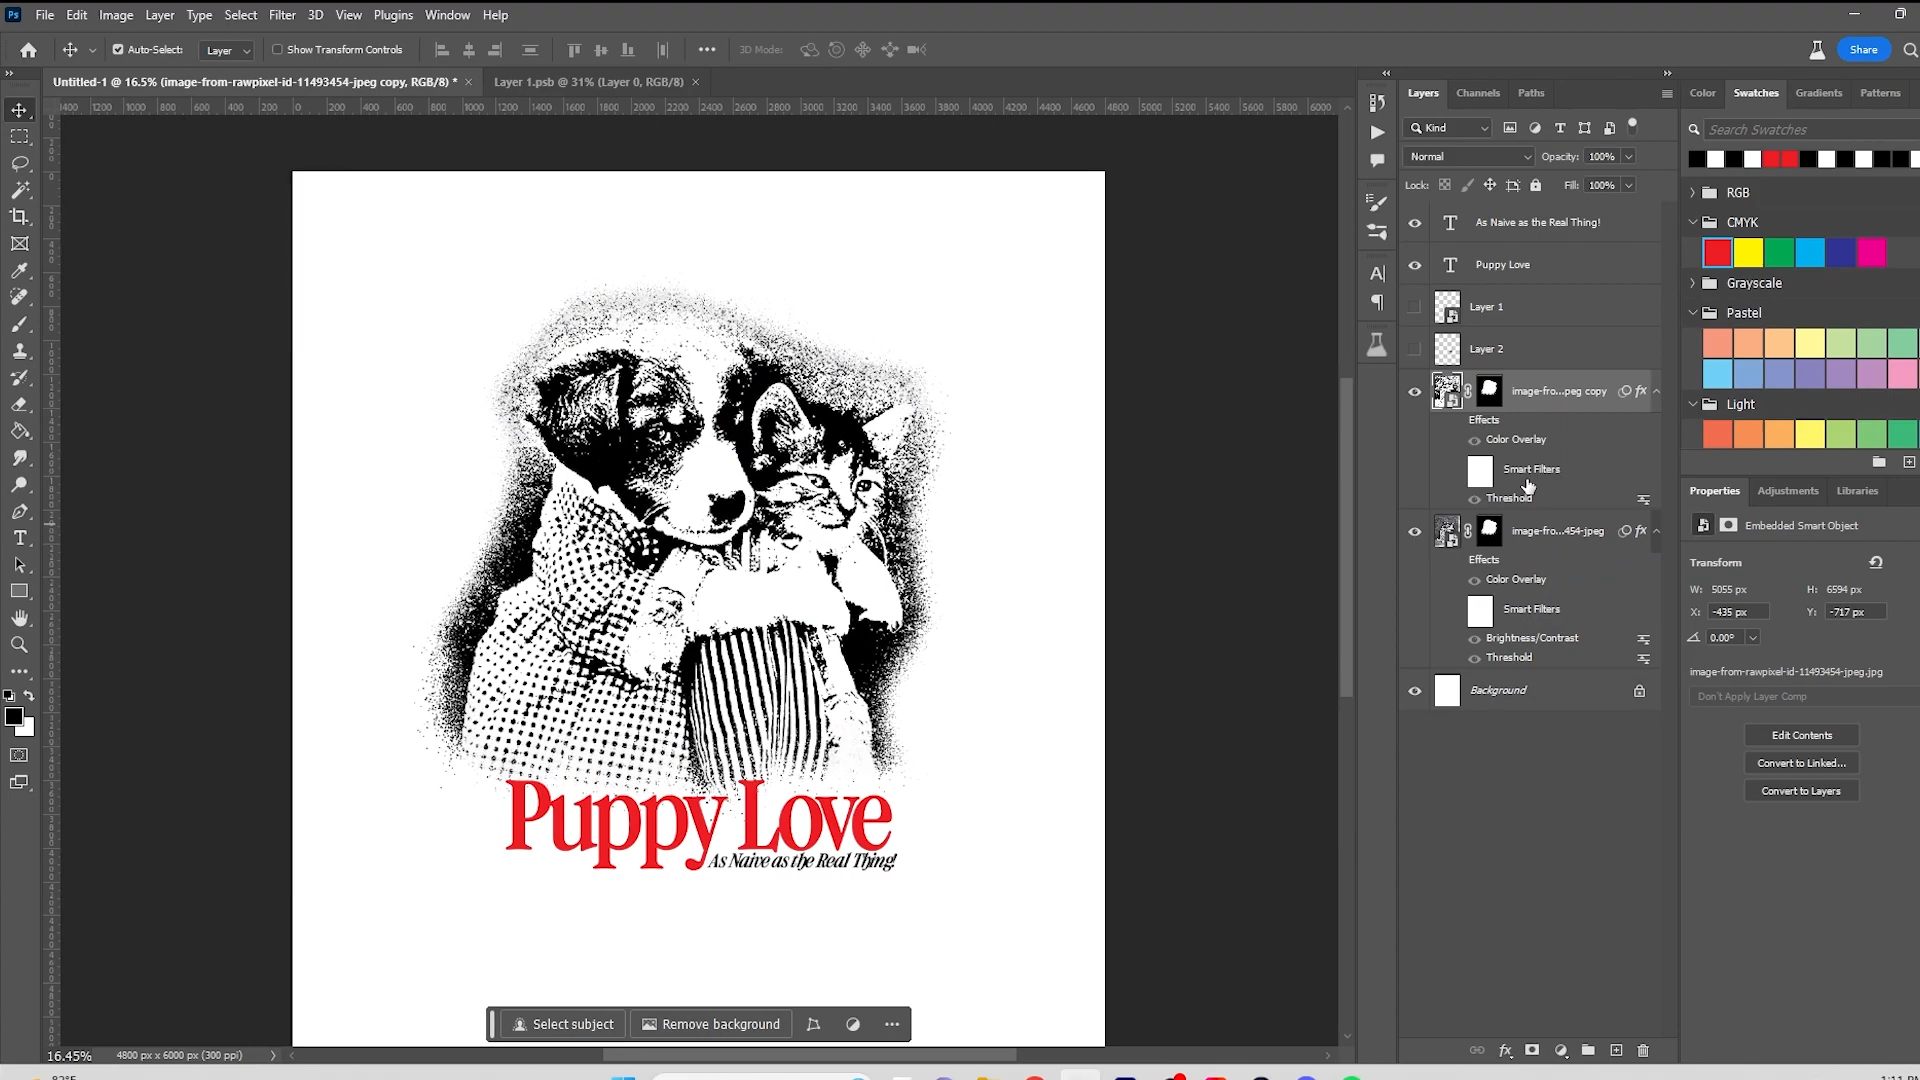 Ps File Edit Image Layer Type Select Filter 3D View Plugins Window Help
Auto-Select: Layer Show Transform Controls 3D Mode: Share
Untitled-1 @ 16.5% (image-from-rawpixel-id-11493454-jpeg copy, RGB/8) * × Layer 1.psb @ 31% (Layer 0, RGB/8) ×
Puppy Love
As Naive as the Real Thing!
Select subject Remove background
16.45% 4800 px x 6000 px (300 ppi)
82°F
Layers Channels Paths
Kind
Normal Opacity: 100%
Lock: Fill: 100%
As Naive as the Real Thing!
Puppy Love
Layer 1
Layer 2
image-fro...peg copy fx
Effects
Color Overlay
Smart Filters
Threshold
image-fro...454-jpeg fx
Effects
Color Overlay
Smart Filters
Brightness/Contrast
Threshold
Background
Color Swatches Gradients Patterns
Search Swatches
RGB
CMYK
Grayscale
Pastel
Light
Properties Adjustments Libraries
Embedded Smart Object
Transform
W: 5055 px H: 6594 px
X: -435 px Y: -717 px
0.00°
image-from-rawpixel-id-11493454-jpeg.jpg
Don't Apply Layer Comp
Edit Contents
Convert to Linked...
Convert to Layers